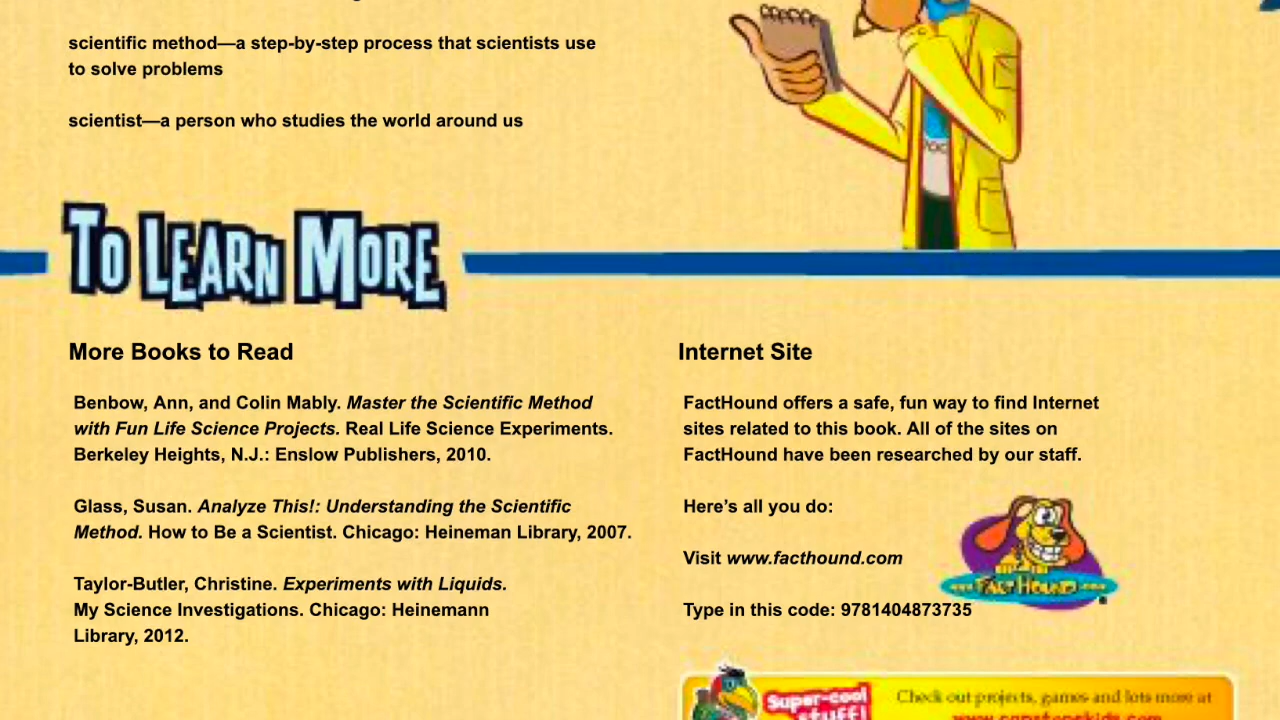 scientific method—a step-by-step process that scientists use
to solve problems
scientist—a person who studies the world around us
To Learn More
More Books to Read
Benbow, Ann, and Colin Mably. Master the Scientific Method
with Fun Life Science Projects. Real Life Science Experiments.
Berkeley Heights, N.J.: Enslow Publishers, 2010.
Glass, Susan. Analyze This!: Understanding the Scientific
Method. How to Be a Scientist. Chicago: Heineman Library, 2007.
Taylor-Butler, Christine. Experiments with Liquids.
My Science Investigations. Chicago: Heinemann
Library, 2012.
Internet Site
FactHound offers a safe, fun way to find Internet
sites related to this book. All of the sites on
FactHound have been researched by our staff.
Here’s all you do:
Visit www.facthound.com
Type in this code: 9781404873735
www.FactHound.com
Super-cool
stuff!
Check out projects, games and lots more at
www.capstonekids.com